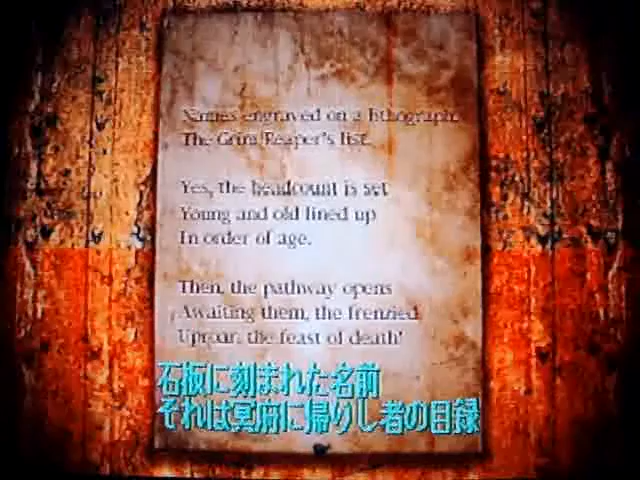 Names engraved on a lithograph.
The Grim Reaper's list.
Yes, the headcount is set
Young and old lined up
In order of age.
Then, the pathway opens
Awaiting them, the frenzied
Uproar, the feast of death!
石板に刻まれた名前
それは冥府に帰りし者の目録